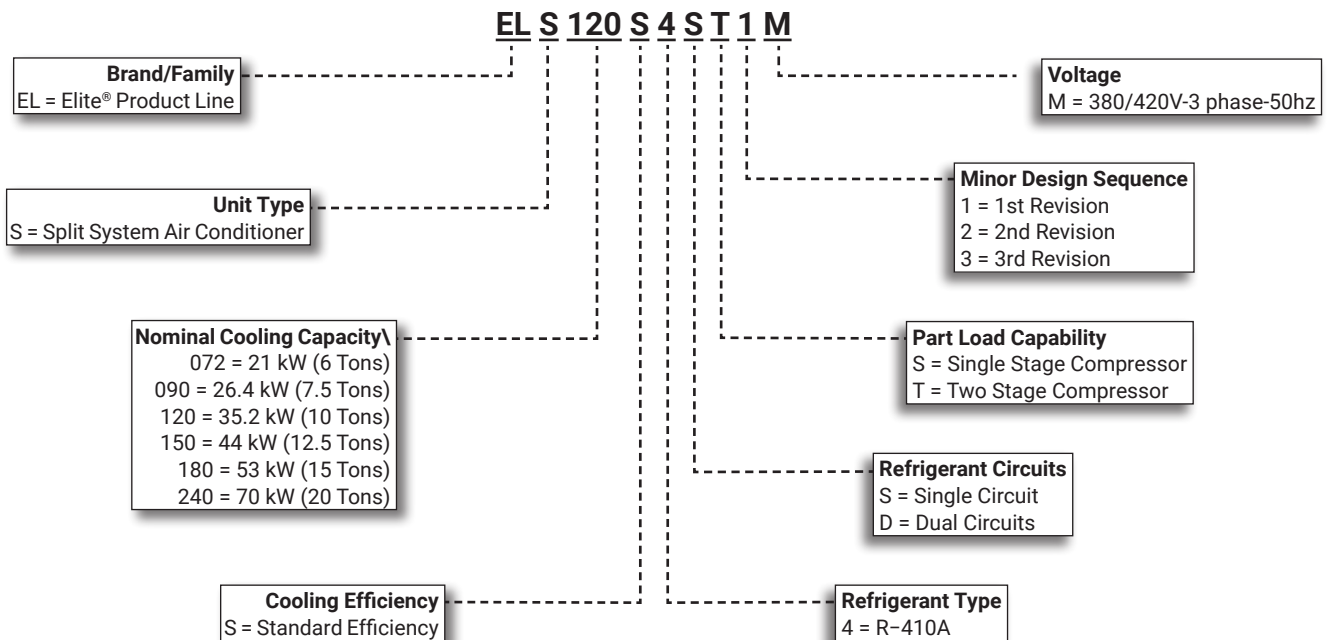 EL S 120 S 4 S T 1 M
Brand/Family
EL = Elite® Product Line
Voltage
M = 380/420V-3 phase-50hz
Unit Type
S = Split System Air Conditioner
Minor Design Sequence
1 = 1st Revision
2 = 2nd Revision
3 = 3rd Revision
Nominal Cooling Capacity\
072 = 21 kW (6 Tons)
090 = 26.4 kW (7.5 Tons)
120 = 35.2 kW (10 Tons)
150 = 44 kW (12.5 Tons)
180 = 53 kW (15 Tons)
240 = 70 kW (20 Tons)
Part Load Capability
S = Single Stage Compressor
T = Two Stage Compressor
Refrigerant Circuits
S = Single Circuit
D = Dual Circuits
Cooling Efficiency
S = Standard Efficiency
Refrigerant Type
4 = R−410A